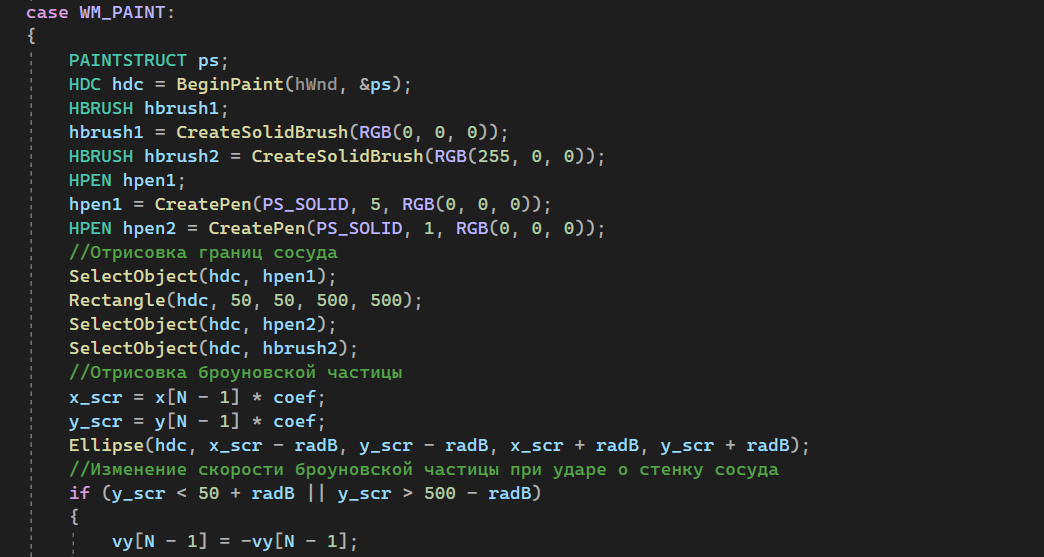 case WM_PAINT:
{
PAINTSTRUCT ps;
HDC hdc = BeginPaint(hWnd, &ps);
HBRUSH hbrush1;
hbrush1 = CreateSolidBrush(RGB(0, 0, 0));
HBRUSH hbrush2 = CreateSolidBrush(RGB(255, 0, 0));
HPEN hpen1;
hpen1 = CreatePen(PS_SOLID, 5, RGB(0, 0, 0));
HPEN hpen2 = CreatePen(PS_SOLID, 1, RGB(0, 0, 0));
//Отрисовка границ сосуда
SelectObject(hdc, hpen1);
Rectangle(hdc, 50, 50, 500, 500);
SelectObject(hdc, hpen2);
SelectObject(hdc, hbrush2);
//Отрисовка броуновской частицы
x_scr = x[N - 1] * coef;
y_scr = y[N - 1] * coef;
Ellipse(hdc, x_scr - radB, y_scr - radB, x_scr + radB, y_scr + radB);
//Изменение скорости броуновской частицы при ударе о стенку сосуда
if (y_scr < 50 + radB || y_scr > 500 - radB)
{
vy[N - 1] = -vy[N - 1];